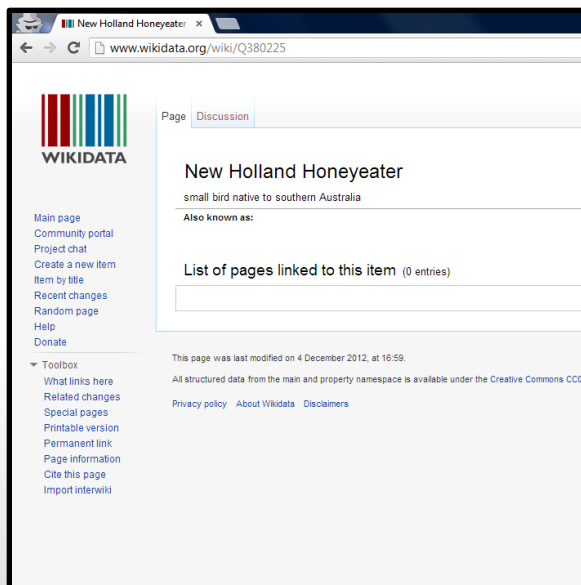 New Holland Honeyeater
www.wikidata.org/wiki/Q380225
WIKIDATA
Main page
Community portal
Project chat
Create a new item
Item by title
Recent changes
Random page
Help
Donate
Toolbox
What links here
Related changes
Special pages
Printable version
Permanent link
Page information
Cite this page
Import interwiki
Page Discussion
New Holland Honeyeater
small bird native to southern Australia
Also known as:
List of pages linked to this item (0 entries)
This page was last modified on 4 December 2012, at 16:59.
All structured data from the main and property namespace is available under the Creative Commons CC0
Privacy policy About Wikidata Disclaimers